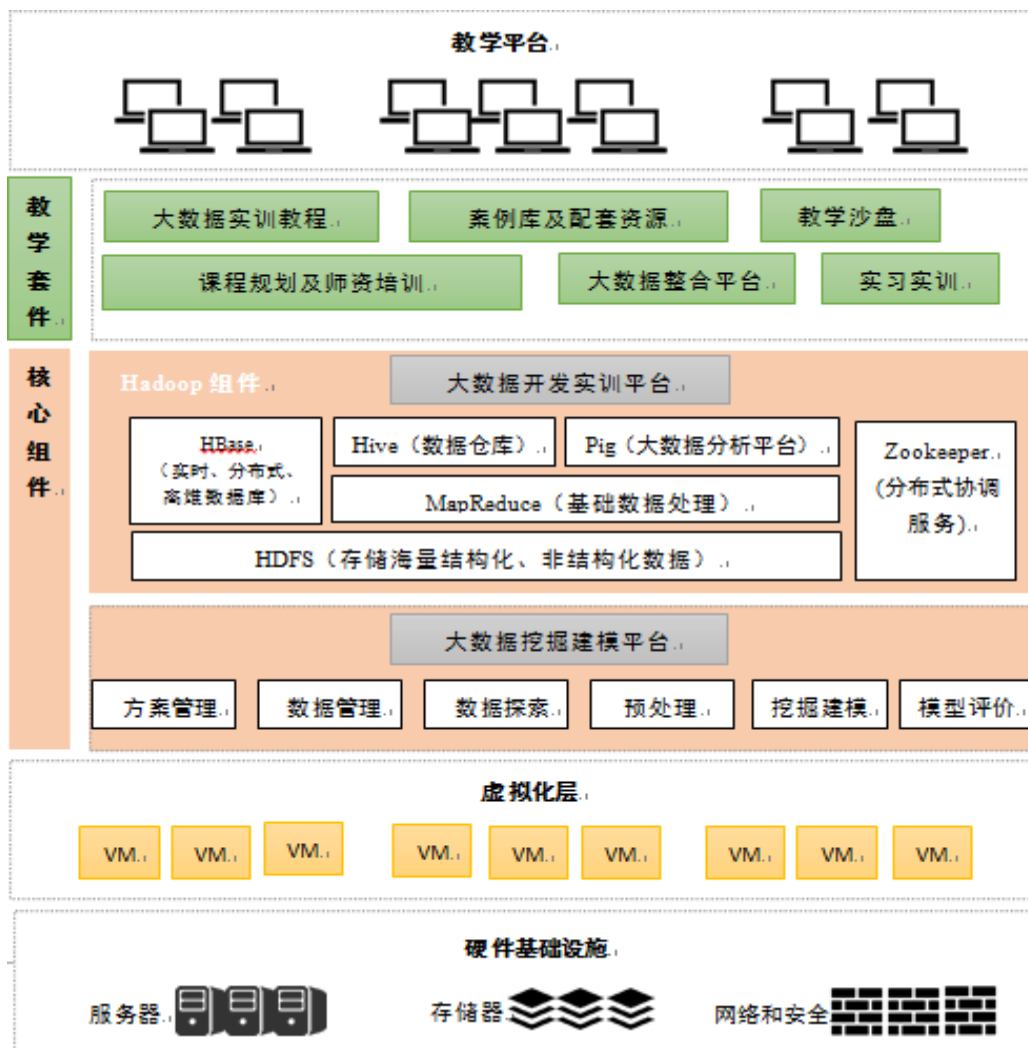 教学平台
教学套件
大数据实训教程
案例库及配套资源
教学沙盘
课程规划及师资培训
大数据整合平台
实习实训
核心组件
Hadoop 组件
大数据开发实训平台
HBase
（实时、分布式、
高维数据库）
Hive（数据仓库）
Pig（大数据分析平台）
MapReduce（基础数据处理）
Zookeeper
(分布式协调
服务)
HDFS（存储海量结构化、非结构化数据）
大数据挖掘建模平台
方案管理
数据管理
数据探索
预处理
挖掘建模
模型评价
虚拟化层
VM
VM
VM
VM
VM
VM
VM
VM
VM
硬件基础设施
服务器
存储器
网络和安全